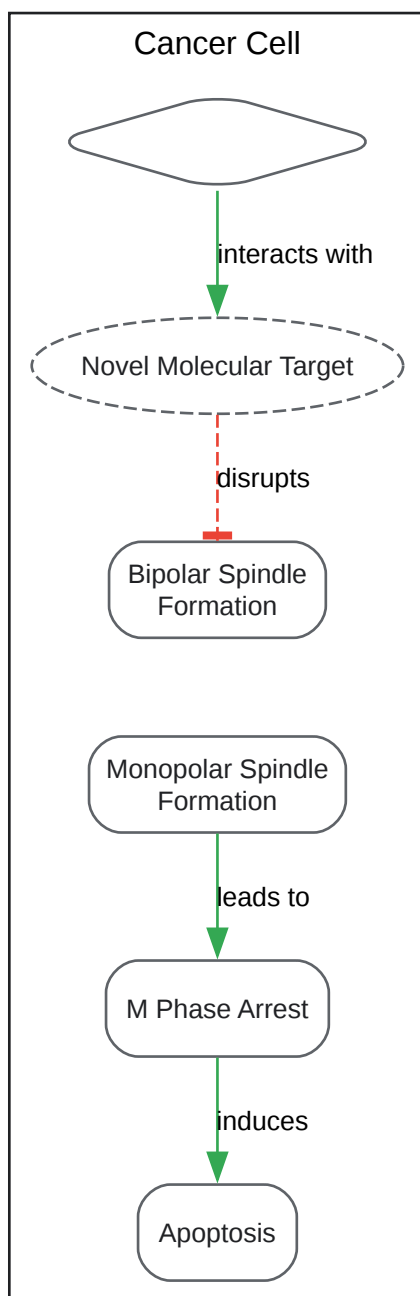 Cancer Cell
interacts with
Novel Molecular Target
disrupts
Bipolar Spindle
Formation
Monopolar Spindle
Formation
leads to
M Phase Arrest
induces
Apoptosis